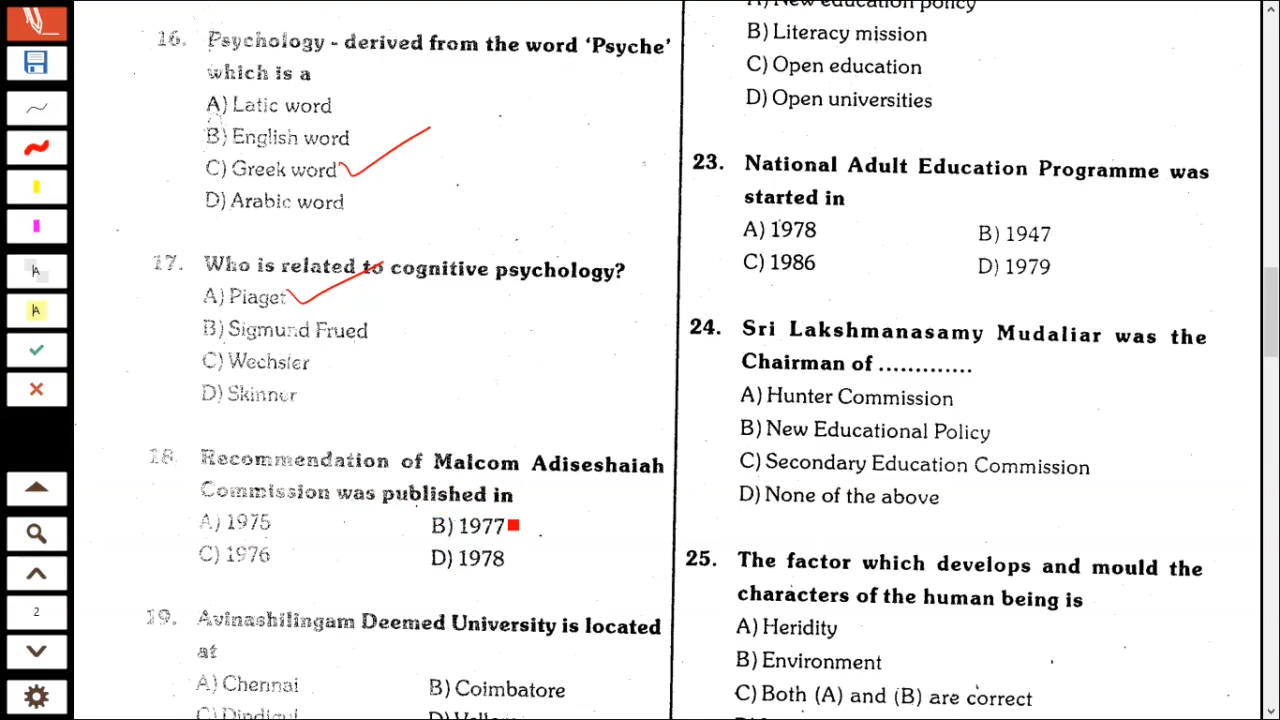 16. Psychology - derived from the word ‘Psyche’
which is a
A) Latic word
B) English word
C) Greek word
D) Arabic word
17. Who is related to cognitive psychology?
A) Piaget
B) Sigmund Frued
C) Wechsler
D) Skinner
18. Recommendation of Malcom Adiseshaiah
Commission was published in
A) 1975 B) 1977
C) 1976 D) 1978
19. Avinashilingam Deemed University is located
at
A) Chennai B) Coimbatore
C) Dindigul
A) New education policy
B) Literacy mission
C) Open education
D) Open universities
23. National Adult Education Programme was
started in
A) 1978 B) 1947
C) 1986 D) 1979
24. Sri Lakshmanasamy Mudaliar was the
Chairman of .............
A) Hunter Commission
B) New Educational Policy
C) Secondary Education Commission
D) None of the above
25. The factor which develops and mould the
characters of the human being is
A) Heridity
B) Environment
C) Both (A) and (B) are correct
2